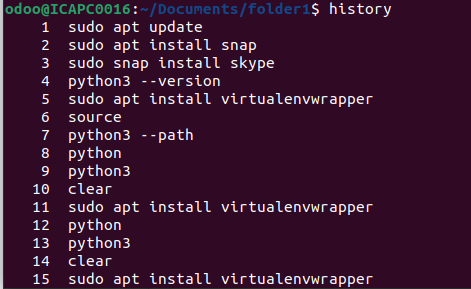 odoo@ICAPC0016:~/Documents/folder1$ history
1 sudo apt update
2 sudo apt install snap
3 sudo snap install skype
4 python3 --version
5 sudo apt install virtualenvwrapper
6 source
7 python3 --path
8 python
9 python3
10 clear
11 sudo apt install virtualenvwrapper
12 python
13 python3
14 clear
15 sudo apt install virtualenvwrapper